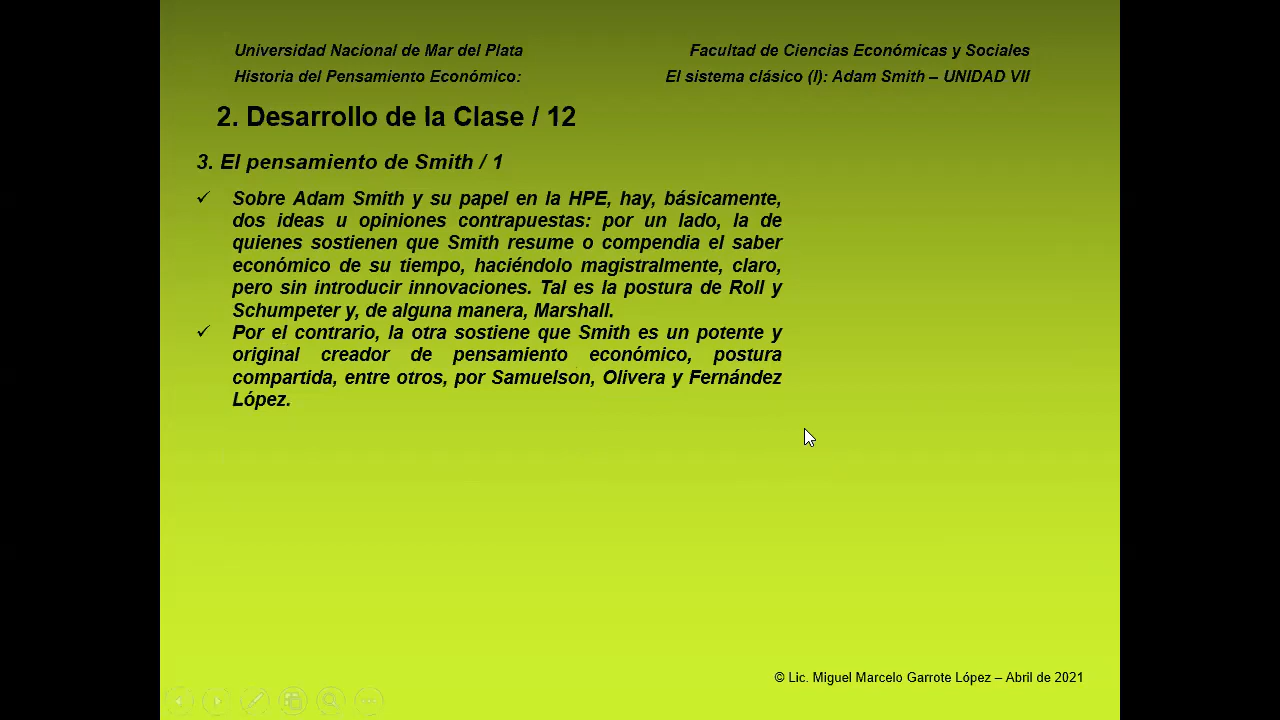 Universidad Nacional de Mar del Plata Facultad de Ciencias Económicas y Sociales
Historia del Pensamiento Económico: El sistema clásico (I): Adam Smith – UNIDAD VII
2. Desarrollo de la Clase / 12
3. El pensamiento de Smith / 1
✓ Sobre Adam Smith y su papel en la HPE, hay, básicamente,
dos ideas u opiniones contrapuestas: por un lado, la de
quienes sostienen que Smith resume o compendia el saber
económico de su tiempo, haciéndolo magistralmente, claro,
pero sin introducir innovaciones. Tal es la postura de Roll y
Schumpeter y, de alguna manera, Marshall.
✓ Por el contrario, la otra sostiene que Smith es un potente y
original creador de pensamiento económico, postura
compartida, entre otros, por Samuelson, Olivera y Fernández
López.
© Lic. Miguel Marcelo Garrote López – Abril de 2021